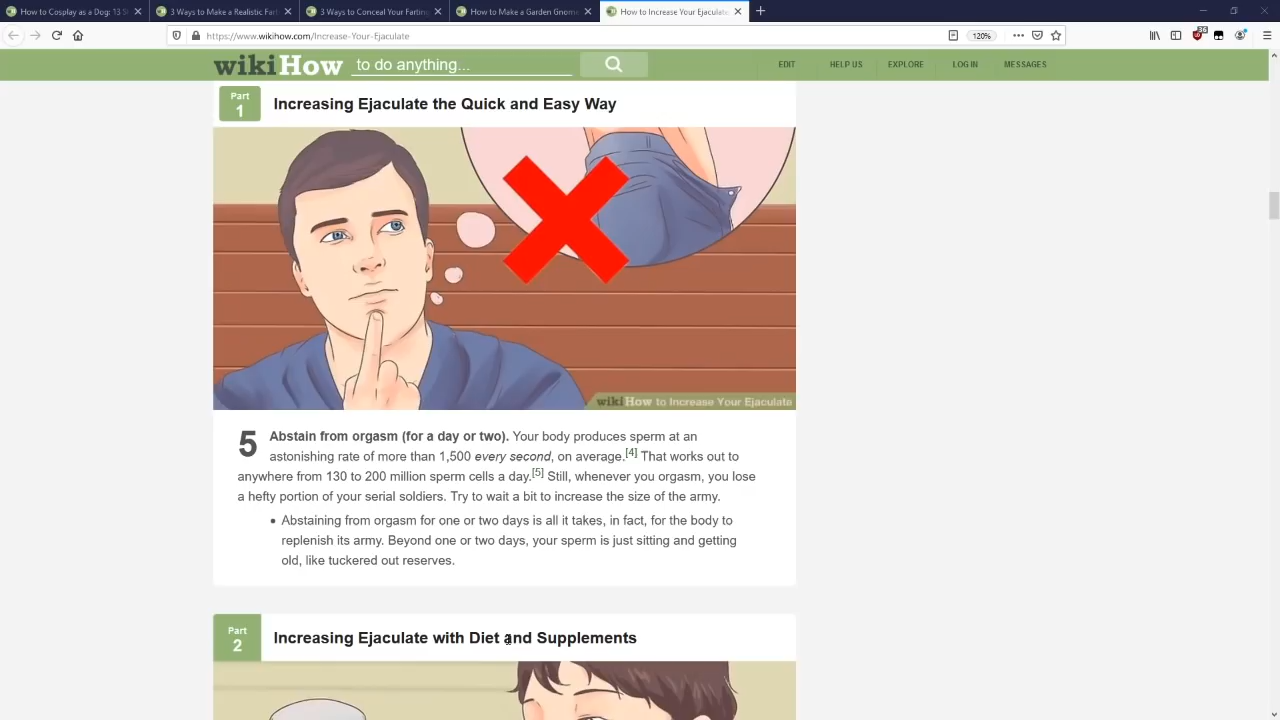 How to Cosplay as a Dog: 13 S
3 Ways to Make a Realistic Far
3 Ways to Conceal Your Farting
How to Make a Garden Gnome
How to Increase Your Ejaculate
https://www.wikihow.com/Increase-Your-Ejaculate
120%
36
wikiHow to do anything...
EDIT
HELP US
EXPLORE
LOG IN
MESSAGES
Part
1
Increasing Ejaculate the Quick and Easy Way
wikiHow to Increase Your Ejaculate
5 Abstain from orgasm (for a day or two). Your body produces sperm at an
astonishing rate of more than 1,500 every second, on average.[4] That works out to
anywhere from 130 to 200 million sperm cells a day.[5] Still, whenever you orgasm, you lose
a hefty portion of your serial soldiers. Try to wait a bit to increase the size of the army.
• Abstaining from orgasm for one or two days is all it takes, in fact, for the body to
replenish its army. Beyond one or two days, your sperm is just sitting and getting
old, like tuckered out reserves.
Part
2
Increasing Ejaculate with Diet and Supplements